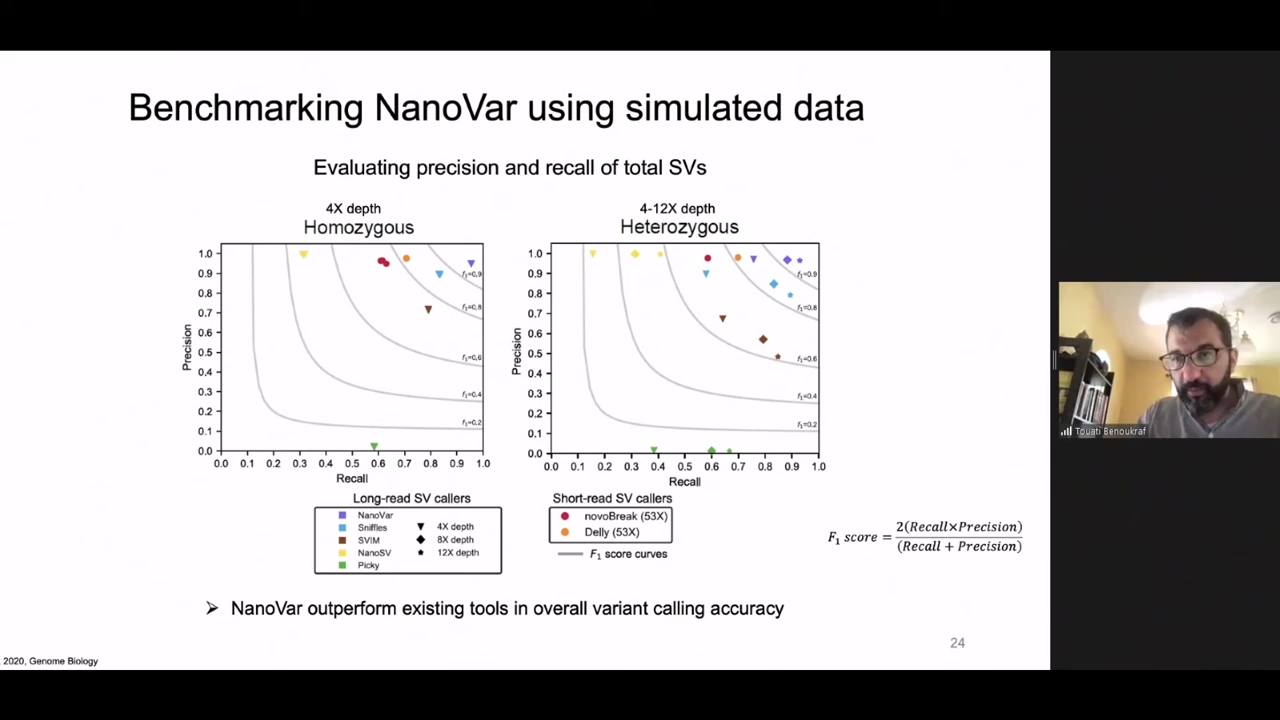 Benchmarking NanoVar using simulated data
Evaluating precision and recall of total SVs
4X depth
Homozygous
1.0
0.9
0.8
0.7
0.6
0.5
0.4
0.3
0.2
0.1
0.0
Precision
f1=0.9
f1=0.8
f1=0.6
f1=0.4
f1=0.2
0.0 0.1 0.2 0.3 0.4 0.5 0.6 0.7 0.8 0.9 1.0
Recall
4-12X depth
Heterozygous
1.0
0.9
0.8
0.7
0.6
0.5
0.4
0.3
0.2
0.1
0.0
Precision
f1=0.9
f1=0.8
f1=0.6
f1=0.4
f1=0.2
0.0 0.1 0.2 0.3 0.4 0.5 0.6 0.7 0.8 0.9 1.0
Recall
Long-read SV callers
NanoVar
Sniffles
SVIM
NanoSV
Picky
4X depth
8X depth
12X depth
Short-read SV callers
novoBreak (53X)
Delly (53X)
F1 score curves
F1 score = 2(Recall×Precision) / (Recall + Precision)
➢ NanoVar outperform existing tools in overall variant calling accuracy
24
, 2020, Genome Biology
Touati Benoukraf